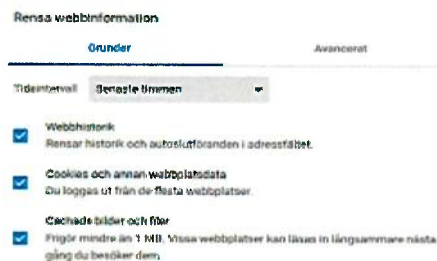 Rensa webbinformation
Grunder Avancerat
Tidsintervall Senaste timmen
Webbhistorik
Rensar historik och autoslutföranden i adressfältet.
Cookies och annan webbplatsdata
Du loggas ut från de flesta webbplatser.
Cachade bilder och filer
Frigör mindre än 1 MB. Vissa webbplatser kan läsas in långsammare nästa
gång du besöker dem.